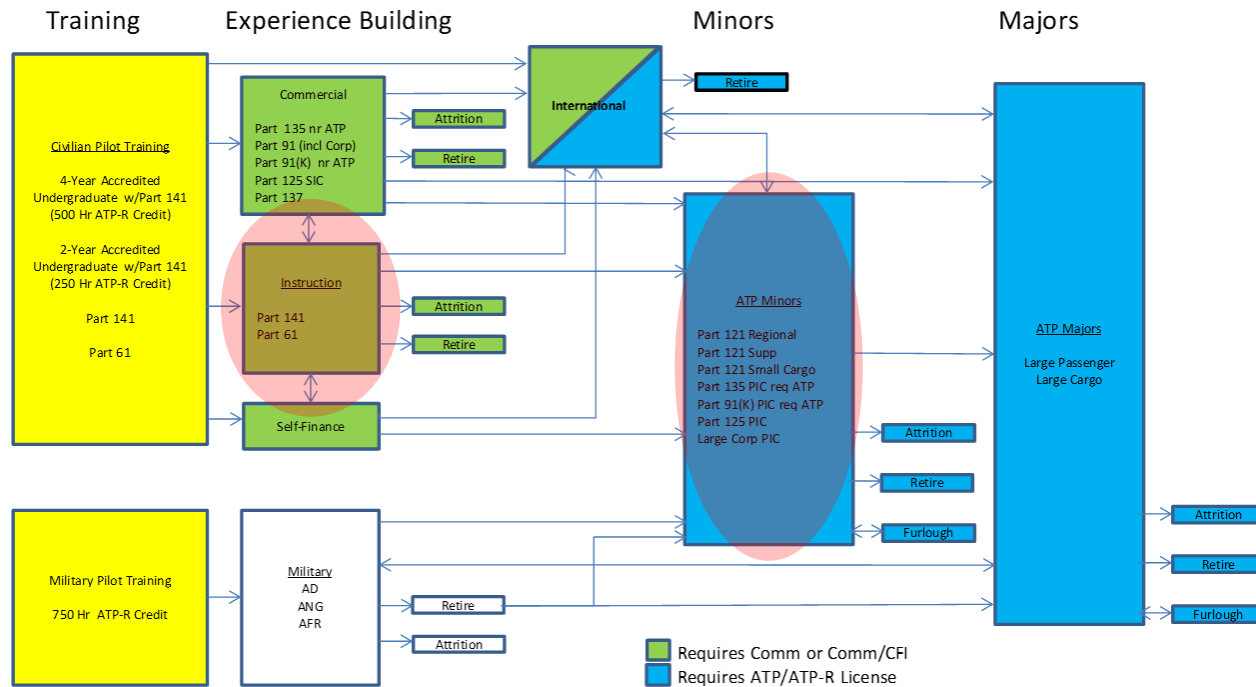 Training
Experience Building
Minors
Majors
Civilian Pilot Training
4-Year Accredited
Undergraduate w/Part 141
(500 Hr ATP-R Credit)
2-Year Accredited
Undergraduate w/Part 141
(250 Hr ATP-R Credit)
Part 141
Part 61
Commercial
Part 135 nr ATP
Part 91 (incl Corp)
Part 91(K) nr ATP
Part 125 SIC
Part 137
Attrition
Retire
International
Retire
Instruction
Part 141
Part 61
Attrition
Retire
Self-Finance
ATP Minors
Part 121 Regional
Part 121 Supp
Part 121 Small Cargo
Part 135 PIC req ATP
Part 91(K) PIC req ATP
Part 125 PIC
Large Corp PIC
Attrition
Retire
Furlough
ATP Majors
Large Passenger
Large Cargo
Attrition
Retire
Furlough
Military Pilot Training
750 Hr ATP-R Credit
Military
AD
ANG
AFR
Retire
Attrition
Requires Comm or Comm/CFI
Requires ATP/ATP-R License